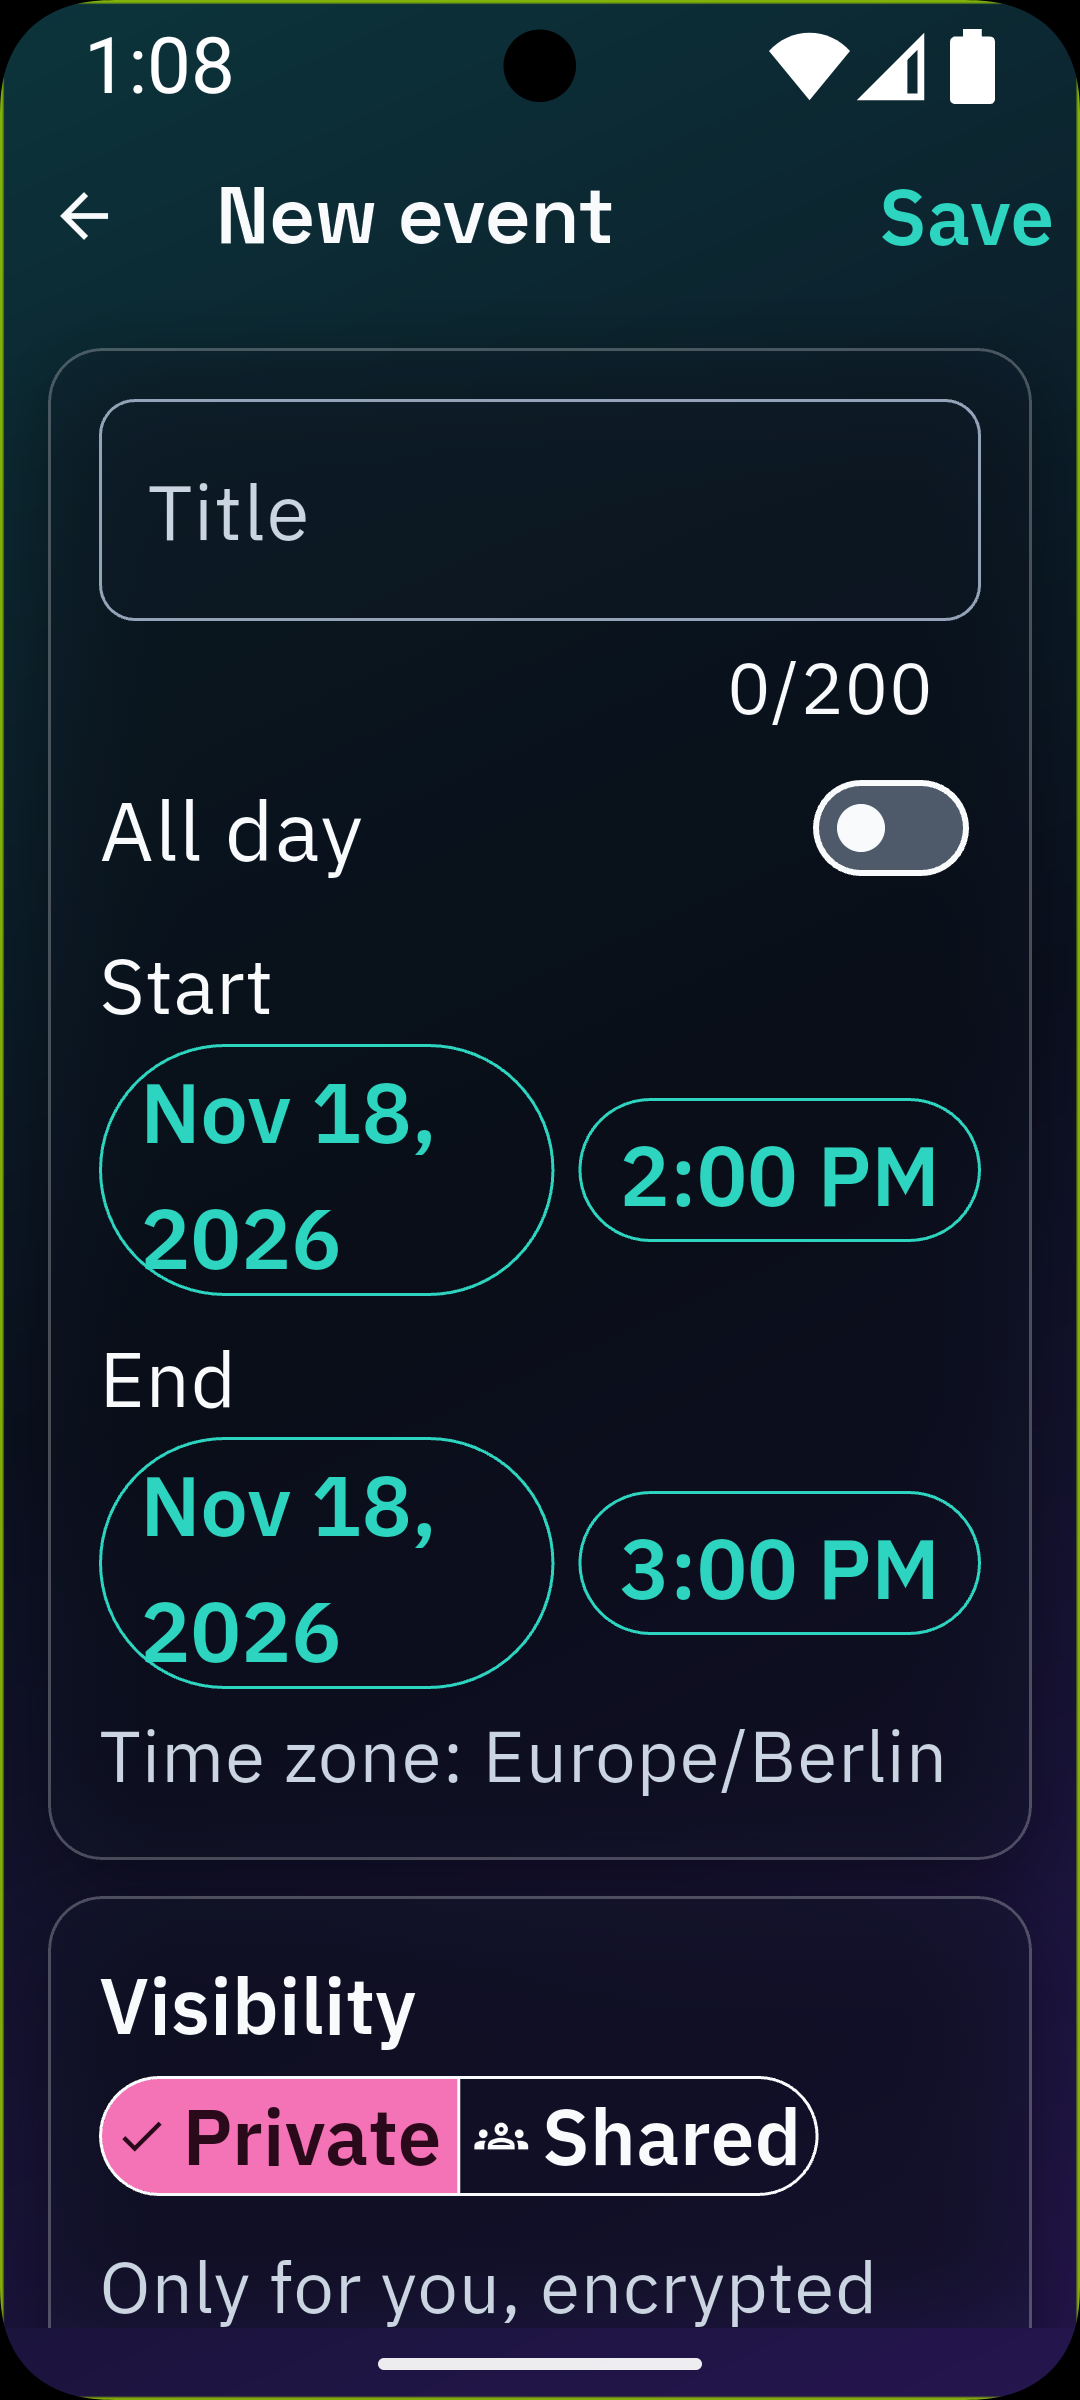 1:08
New event
Save
Title
0/200
All day
Start
Nov 18,
2026
2:00 PM
End
Nov 18,
2026
3:00 PM
Time zone: Europe/Berlin
Visibility
Private
Shared
Only for you, encrypted